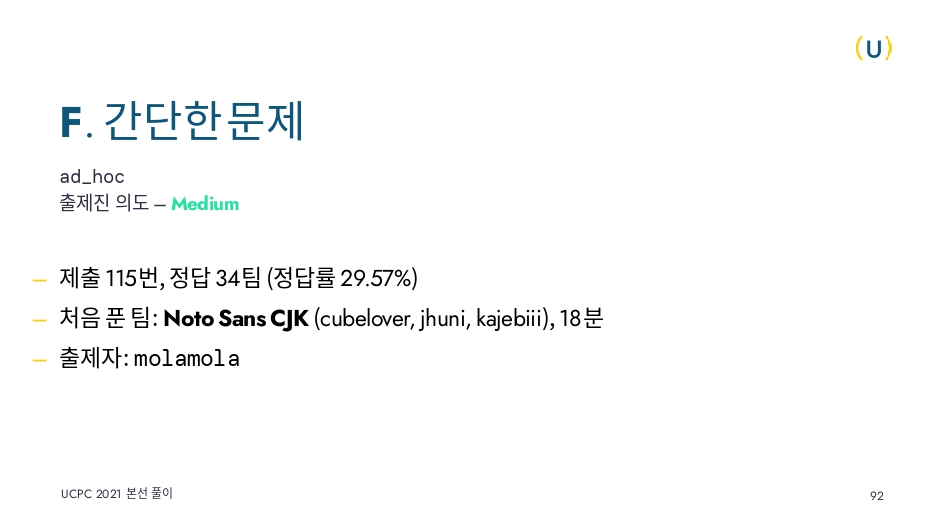 (U)
F. 간단한 문제
ad_hoc
출제진 의도 – Medium
– 제출 115번, 정답 34팀 (정답률 29.57%)
– 처음 푼 팀: Noto Sans CJK (cubelover, jhuni, kajebiii), 18분
– 출제자: molamola
UCPC 2021 본선 풀이
92